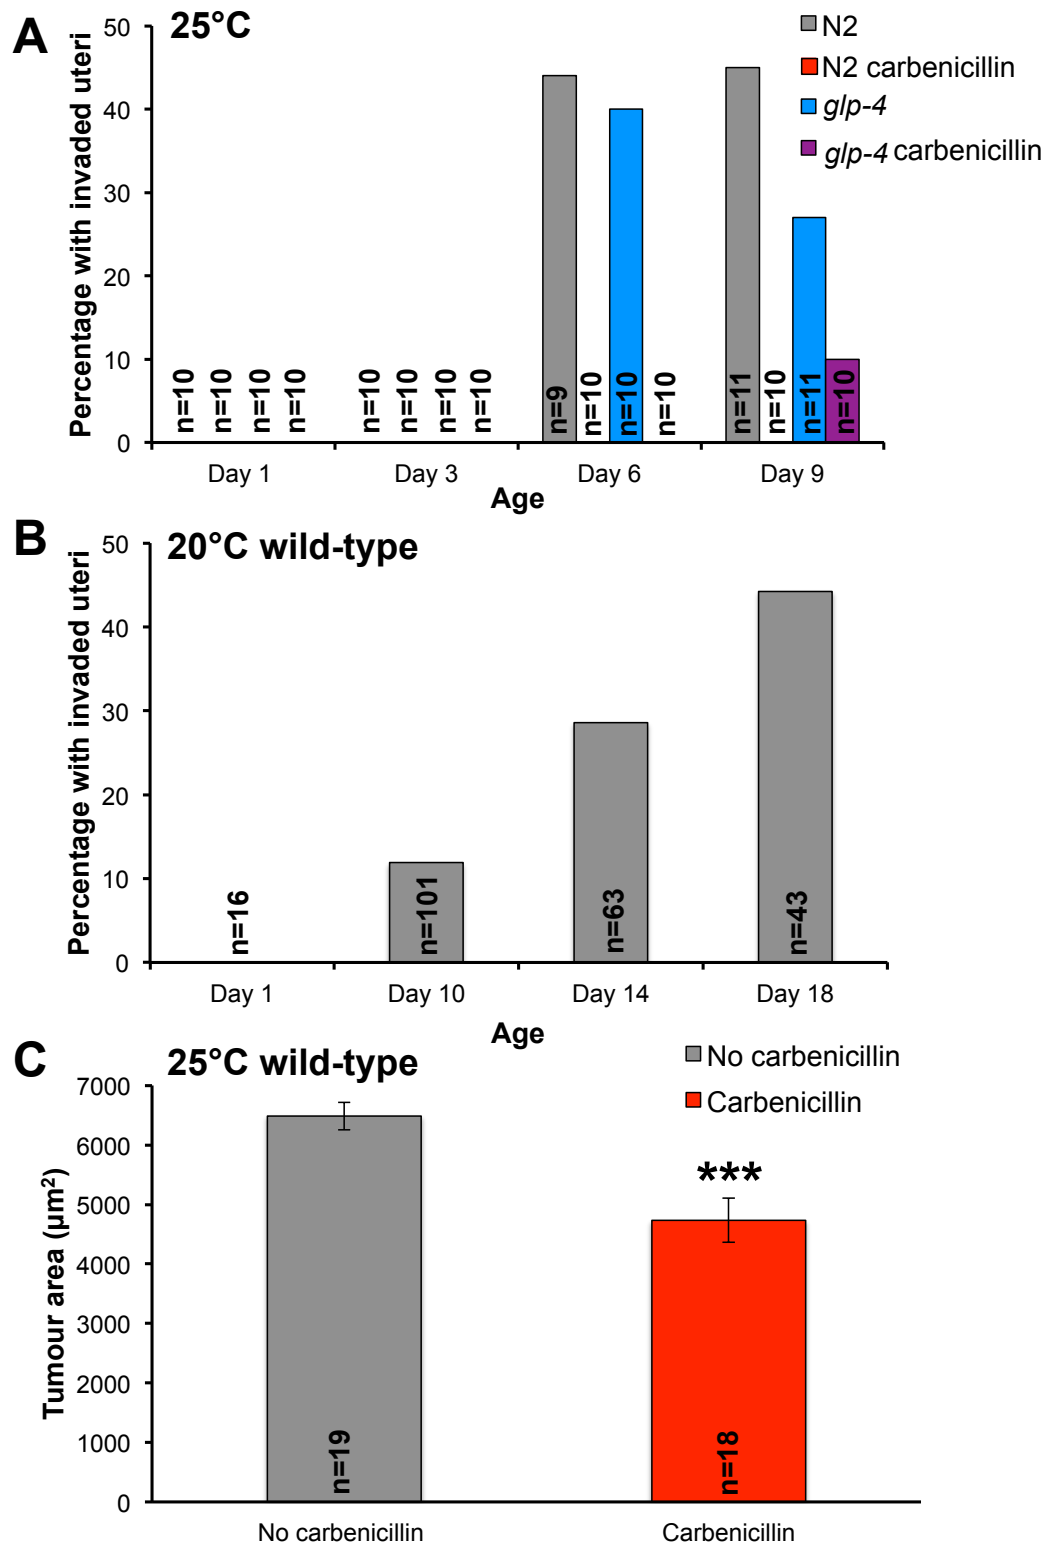 A
25°C
N2
N2 carbenicillin
glp-4
glp-4 carbenicillin
Percentage with invaded uteri
50
40
30
20
10
0
n=10
n=10
n=10
n=10
n=10
n=10
n=10
n=10
n=9
n=10
n=10
n=10
n=11
n=10
n=11
n=10
Day 1
Day 3
Day 6
Day 9
Age
B
20°C wild-type
Percentage with invaded uteri
50
40
30
20
10
0
n=16
n=101
n=63
n=43
Day 1
Day 10
Day 14
Day 18
Age
C
25°C wild-type
No carbenicillin
Carbenicillin
Tumour area (µm²)
7000
6000
5000
4000
3000
2000
1000
0
***
n=19
n=18
No carbenicillin
Carbenicillin